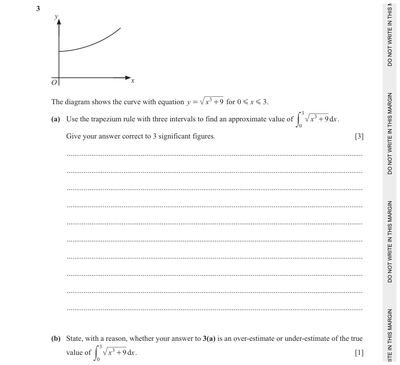 3
y
O
x
The diagram shows the curve with equation y = √(x³ + 9) for 0 ⩽ x ⩽ 3.
(a) Use the trapezium rule with three intervals to find an approximate value of ∫₀³ √(x³ + 9) dx.
Give your answer correct to 3 significant figures. [3]
(b) State, with a reason, whether your answer to 3(a) is an over-estimate or under-estimate of the true
value of ∫₀³ √(x³ + 9) dx. [1]
DO NOT WRITE IN THIS M
DO NOT WRITE IN THIS MARGIN
DO NOT WRITE IN THIS MARGIN
ITE IN THIS MARGIN